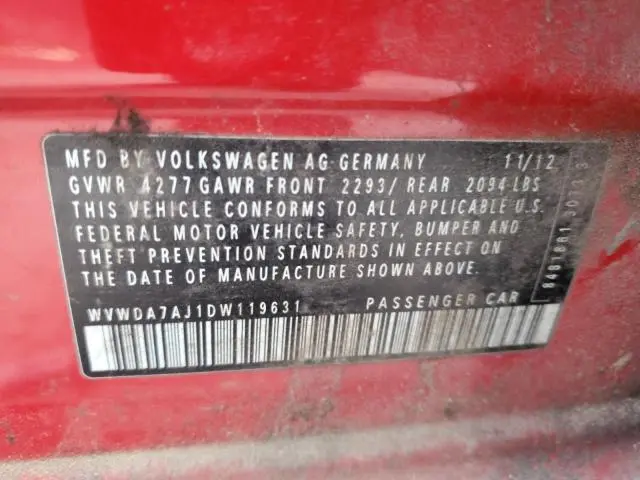 MFD BY VOLKSWAGEN AG GERMANY 11/12
GVWR 4277 GAWR FRONT 2293/ REAR 2094 LBS
THIS VEHICLE CONFORMS TO ALL APPLICABLE U.S.
FEDERAL MOTOR VEHICLE SAFETY, BUMPER AND
THEFT PREVENTION STANDARDS IN EFFECT ON
THE DATE OF MANUFACTURE SHOWN ABOVE.
WVWDA7AJ1DW119631 PASSENGER CAR